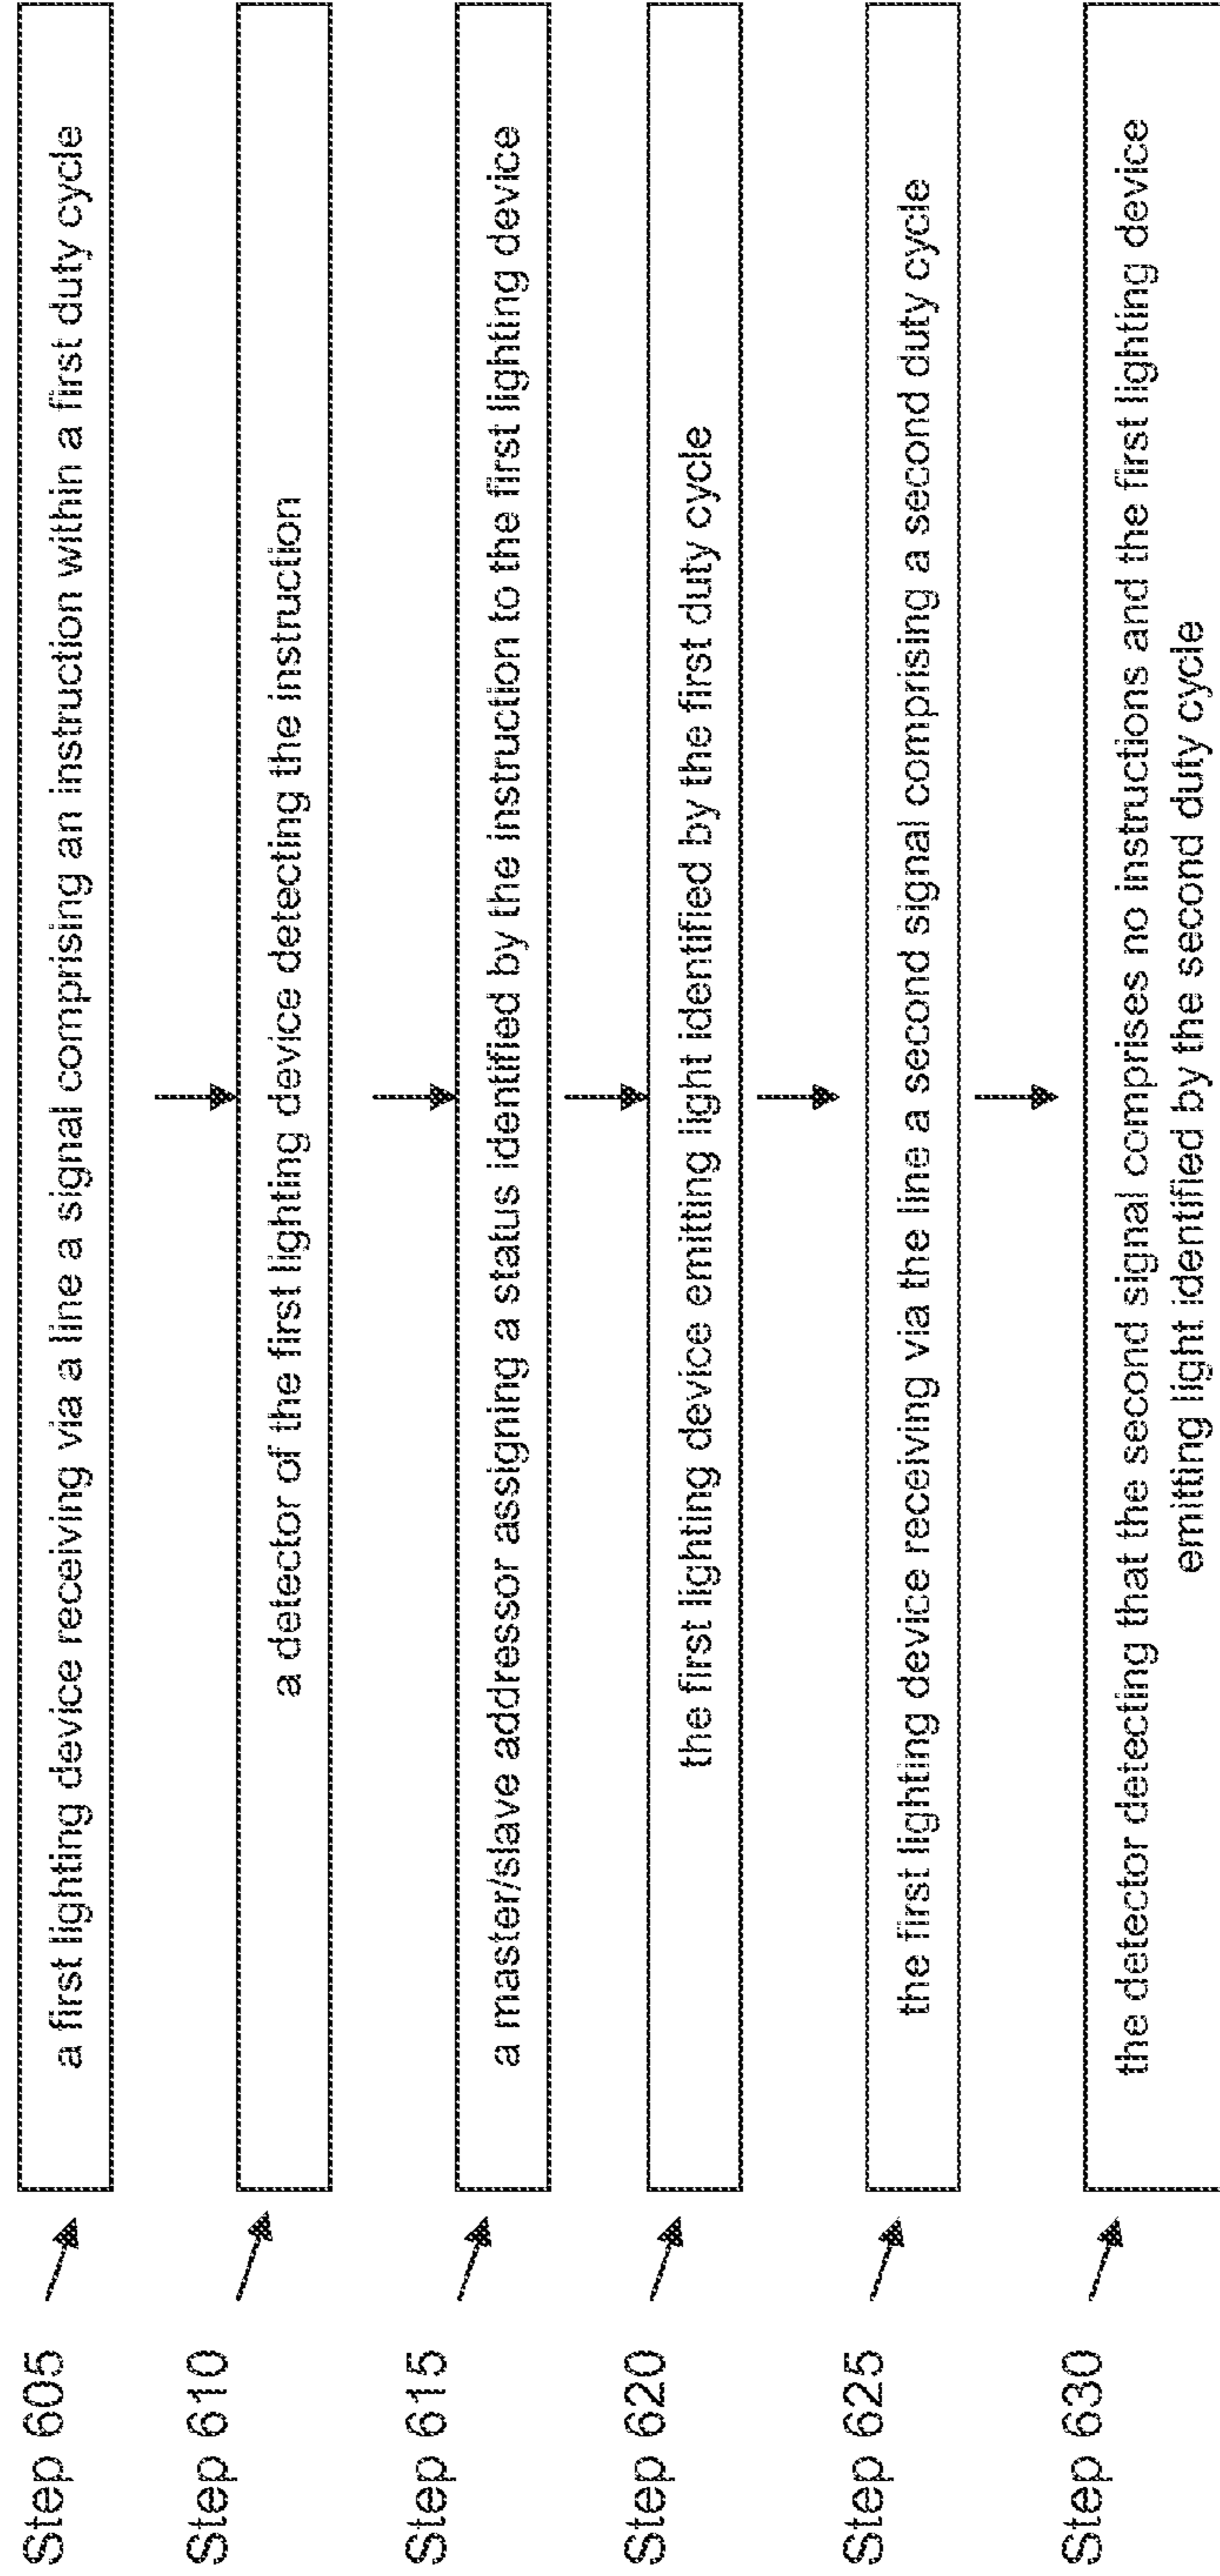 Step 605
a first lighting device receiving via a line a signal comprising an instruction within a first duty cycle
Step 610
a detector of the first lighting device detecting the instruction
Step 615
a master/slave addressor assigning a status identified by the instruction to the first lighting device
Step 620
the first lighting device emitting light identified by the first duty cycle
Step 625
the first lighting device receiving via the line a second signal comprising a second duty cycle
Step 630
the detector detecting that the second signal comprises no instructions and the first lighting device
emitting light identified by the second duty cycle